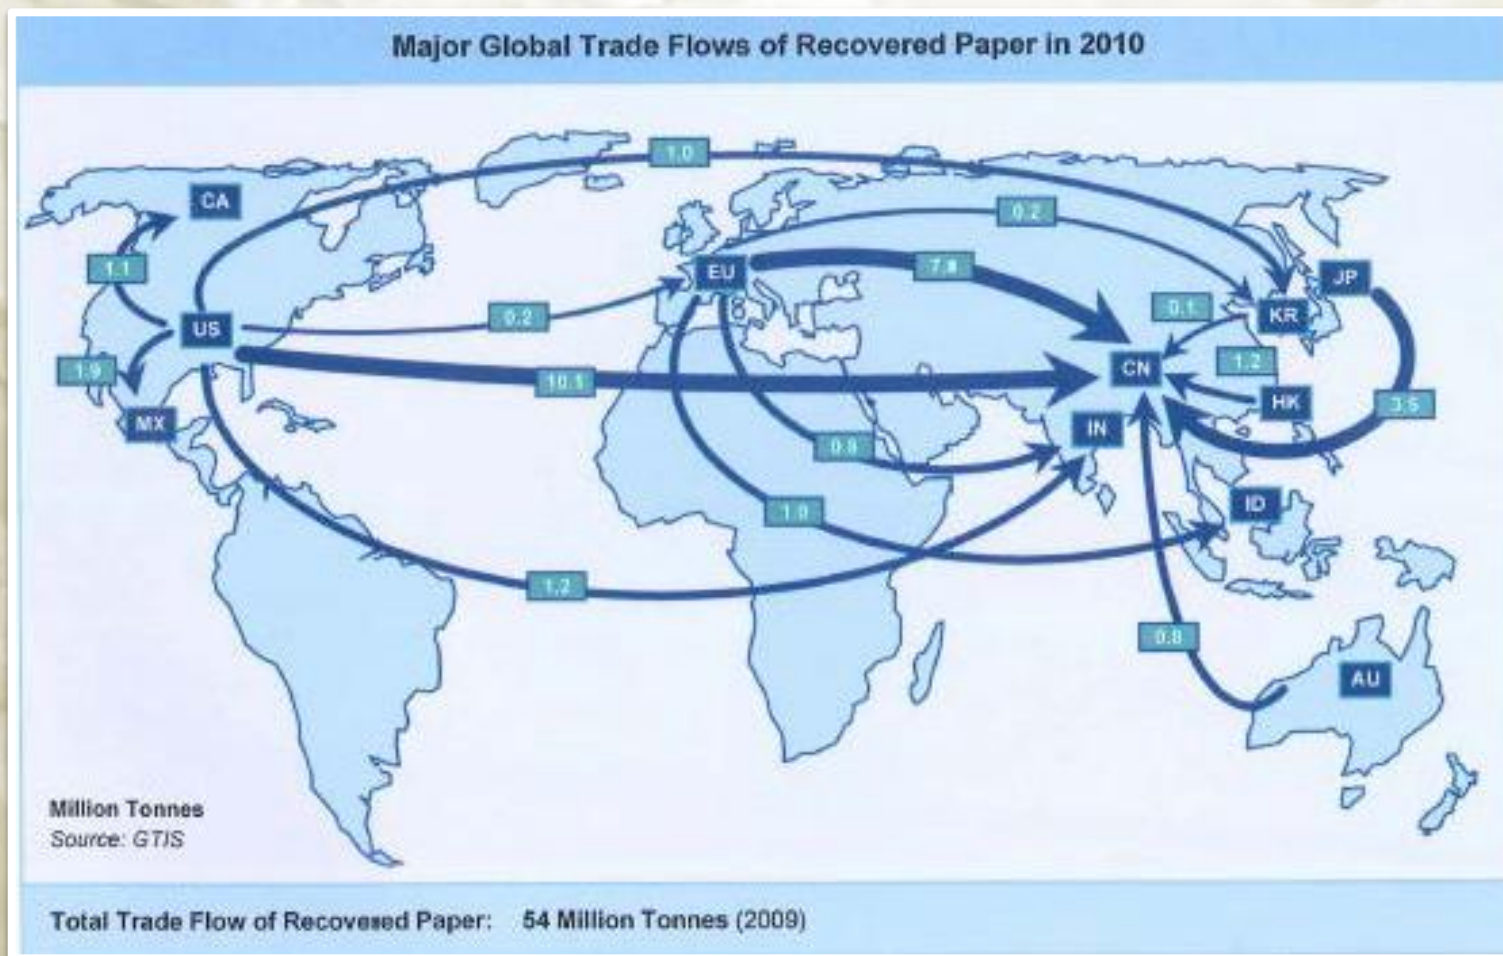 Major Global Trade Flows of Recovered Paper in 2010
1.0
CA
0.2
1.1
EU
7.8
JP
0.2
0.1
KR
US
1.2
1.9
10.1
CN
HK
3.5
MX
IN
0.8
ID
1.0
1.2
0.8
AU
Million Tonnes
Source: GTIS
Total Trade Flow of Recovered Paper: 54 Million Tonnes (2009)